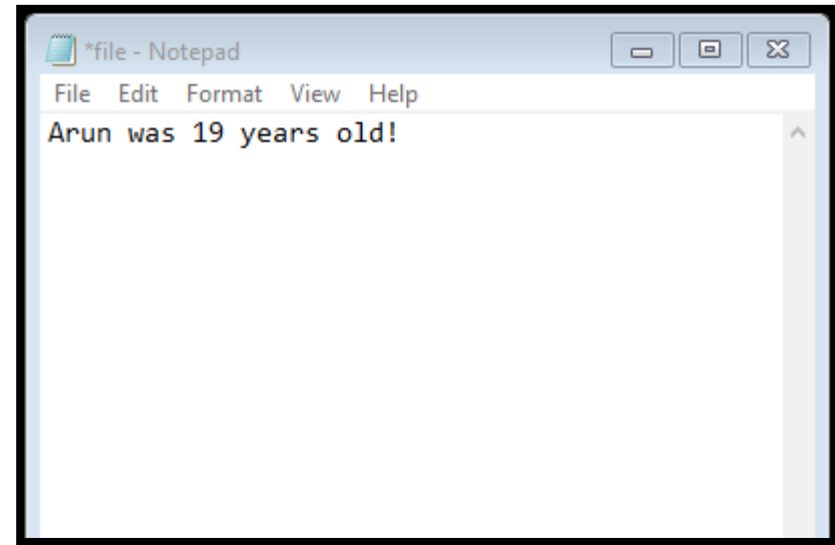 *file - Notepad
File Edit Format View Help
Arun was 19 years old!